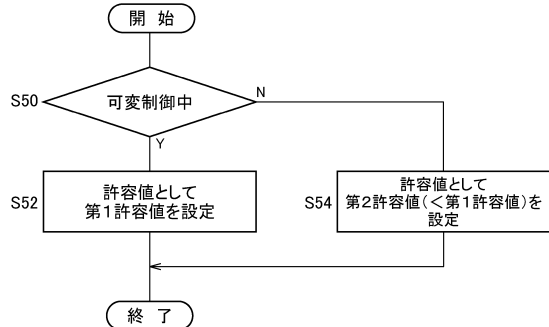 開 始
S50
可変制御中
N
Y
S52
許容値として
第1許容値を設定
S54
許容値として
第2許容値(<第1許容値)を
設定
終 了